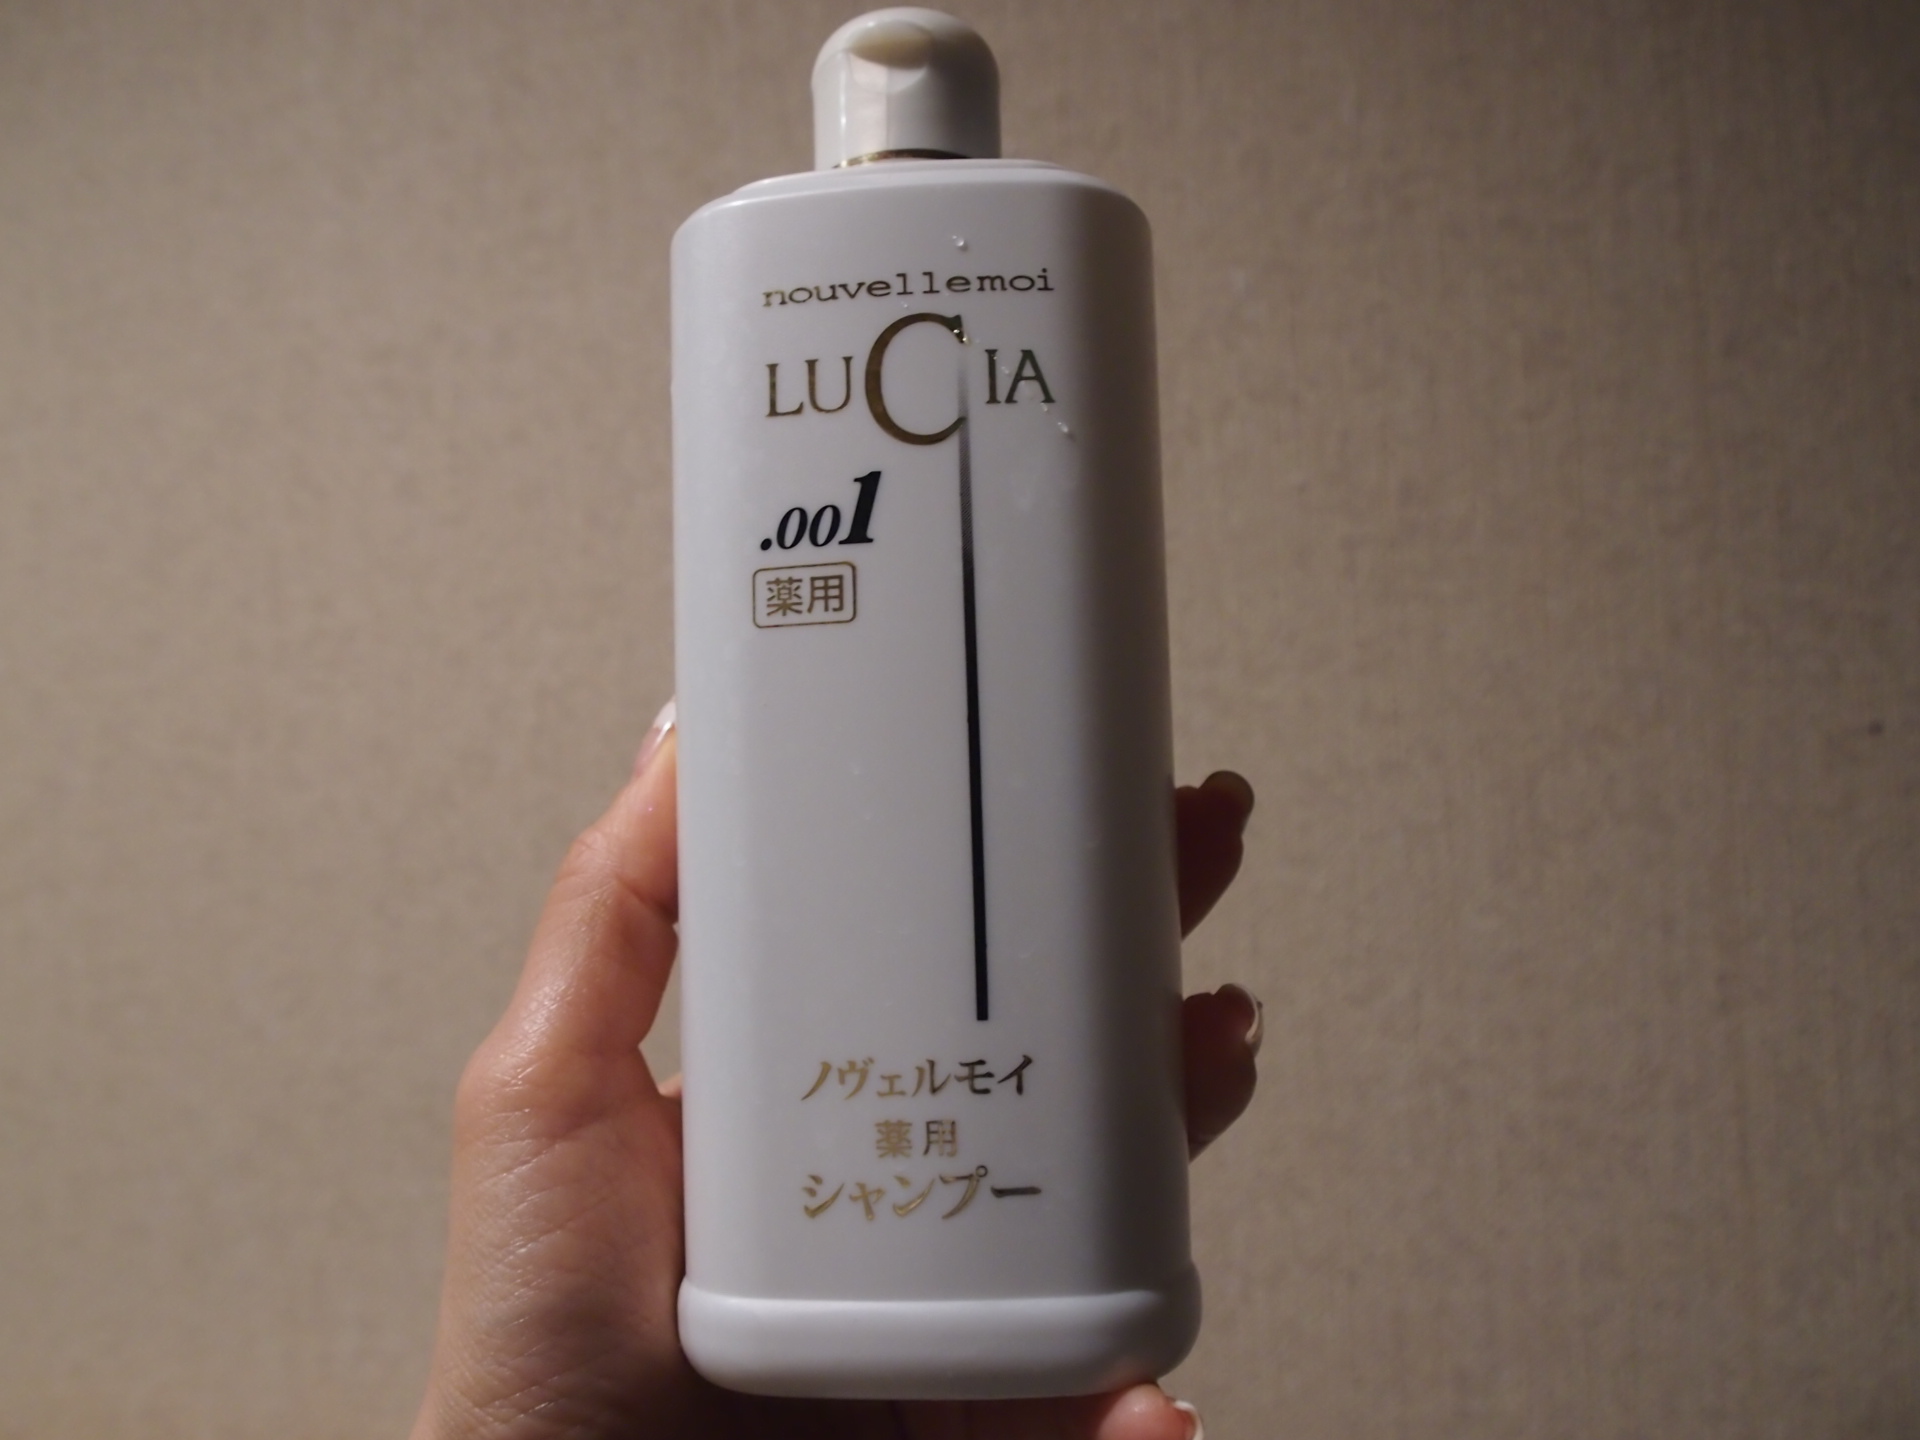 nouvellemoi
LUCIA
.001
薬用
ノヴェルモイ
薬用
シャンプー